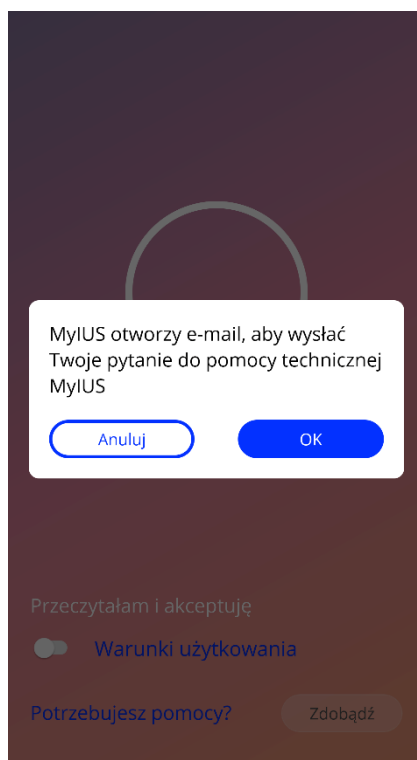 MyIUS otworzy e-mail, aby wysłać
Twoje pytanie do pomocy technicznej
MyIUS
Anuluj OK
Przeczytałam i akceptuję
Warunki użytkowania
Potrzebujesz pomocy? Zdobądź